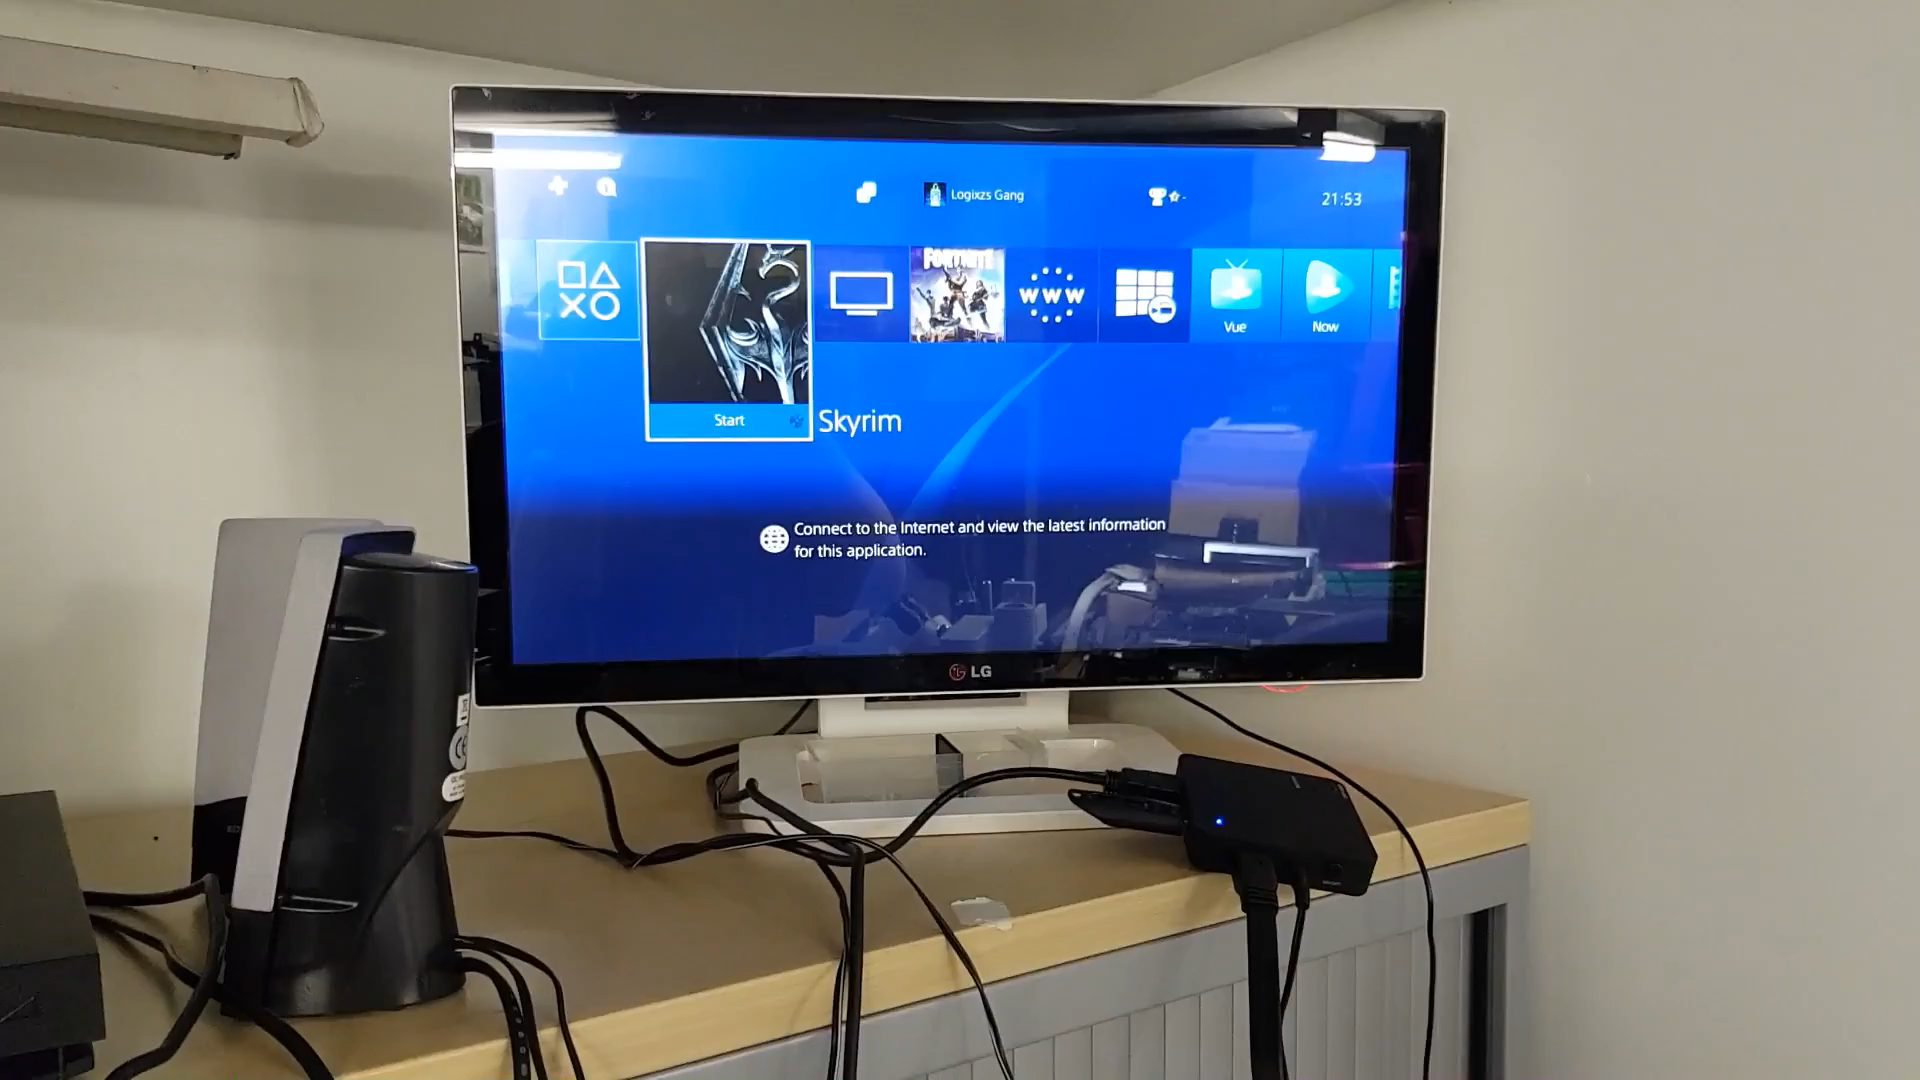 Logixzs Gang
21:53
FORTNITE
WWW
Vue
Now
Start
Skyrim
Connect to the Internet and view the latest information
for this application.
LG
CE